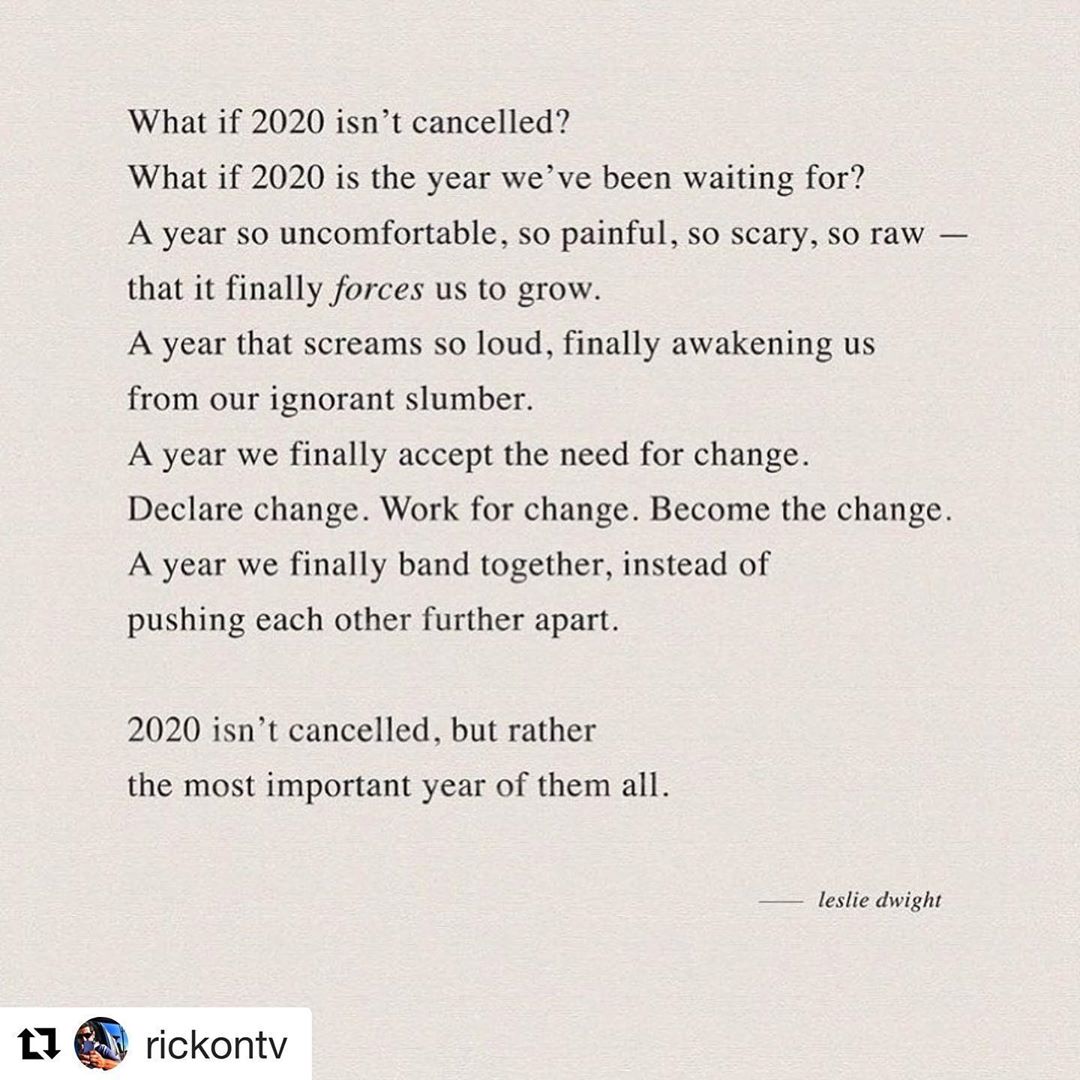 What if 2020 isn’t cancelled?
What if 2020 is the year we’ve been waiting for?
A year so uncomfortable, so painful, so scary, so raw —
that it finally forces us to grow.
A year that screams so loud, finally awakening us
from our ignorant slumber.
A year we finally accept the need for change.
Declare change. Work for change. Become the change.
A year we finally band together, instead of
pushing each other further apart.
2020 isn’t cancelled, but rather
the most important year of them all.
—— leslie dwight
rickontv